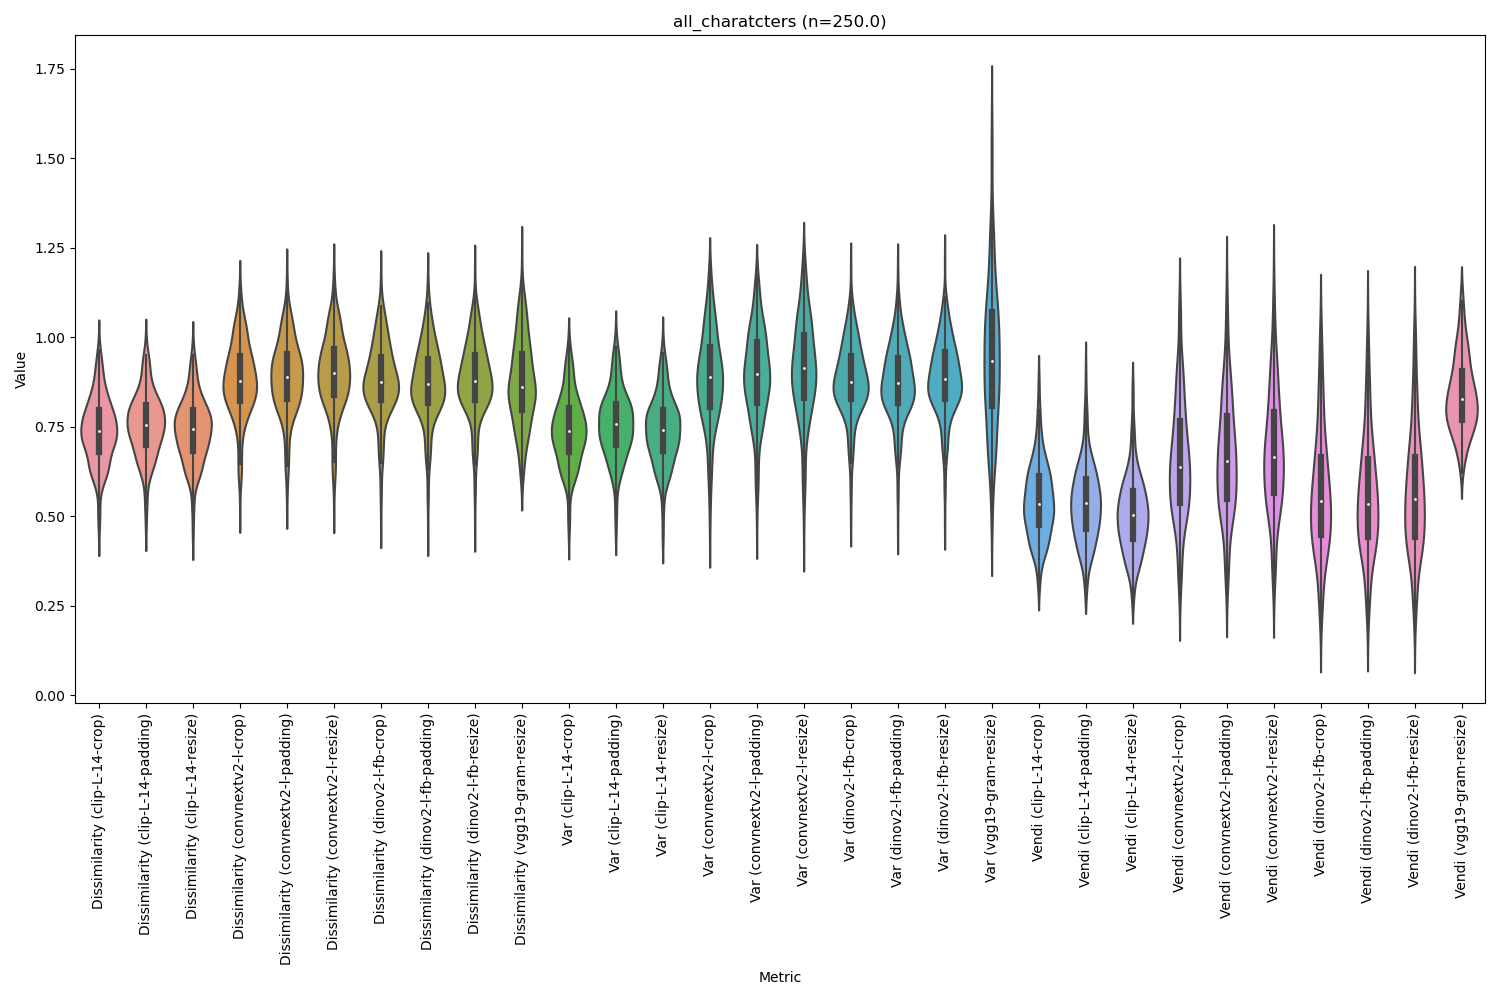 all_charatcters (n=250.0)
Value
1.75
1.50
1.25
1.00
0.75
0.50
0.25
0.00
Dissimilarity (clip-L-14-crop)
Dissimilarity (clip-L-14-padding)
Dissimilarity (clip-L-14-resize)
Dissimilarity (convnextv2-l-crop)
Dissimilarity (convnextv2-l-padding)
Dissimilarity (convnextv2-l-resize)
Dissimilarity (dinov2-l-fb-crop)
Dissimilarity (dinov2-l-fb-padding)
Dissimilarity (dinov2-l-fb-resize)
Dissimilarity (vgg19-gram-resize)
Var (clip-L-14-crop)
Var (clip-L-14-padding)
Var (clip-L-14-resize)
Var (convnextv2-l-crop)
Var (convnextv2-l-padding)
Var (convnextv2-l-resize)
Var (dinov2-l-fb-crop)
Var (dinov2-l-fb-padding)
Var (dinov2-l-fb-resize)
Var (vgg19-gram-resize)
Vendi (clip-L-14-crop)
Vendi (clip-L-14-padding)
Vendi (clip-L-14-resize)
Vendi (convnextv2-l-crop)
Vendi (convnextv2-l-padding)
Vendi (convnextv2-l-resize)
Vendi (dinov2-l-fb-crop)
Vendi (dinov2-l-fb-padding)
Vendi (dinov2-l-fb-resize)
Vendi (vgg19-gram-resize)
Metric